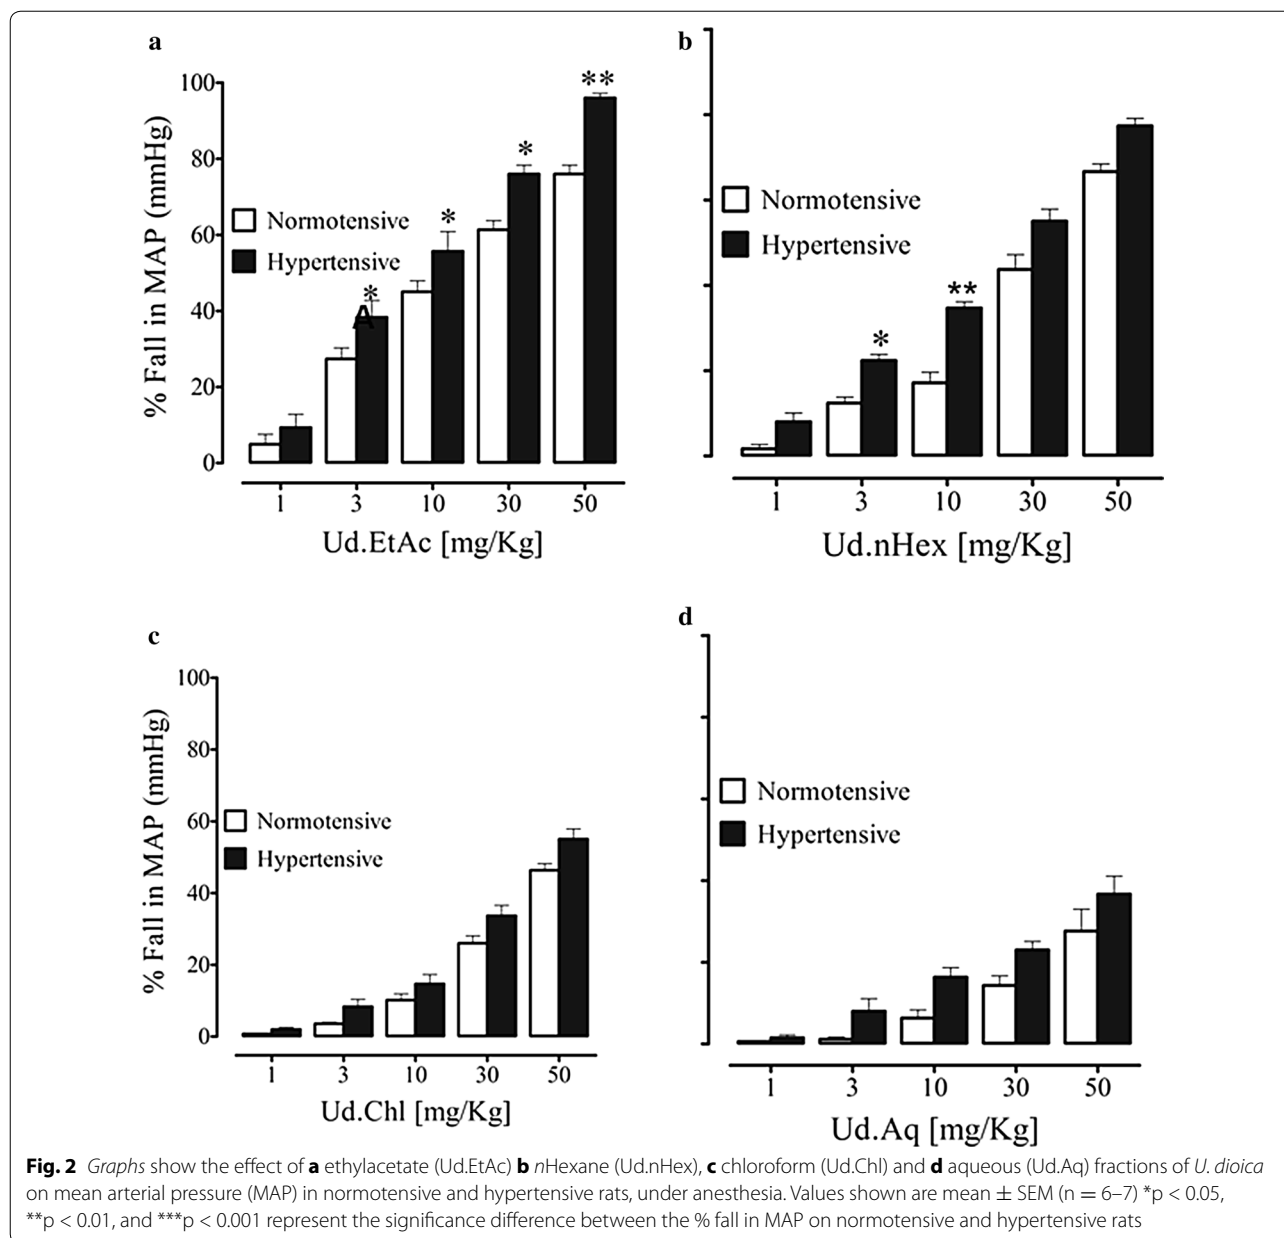 a
100
80
60
40
20
0
% Fall in MAP (mmHg)
Normotensive
Hypertensive
*
A
*
*
**
1 3 10 30 50
Ud.EtAc [mg/Kg]
b
Normotensive
Hypertensive
*
**
1 3 10 30 50
Ud.nHex [mg/Kg]
c
100
80
60
40
20
0
% Fall in MAP (mmHg)
Normotensive
Hypertensive
1 3 10 30 50
Ud.Chl [mg/Kg]
d
Normotensive
Hypertensive
1 3 10 30 50
Ud.Aq [mg/Kg]
Fig. 2 Graphs show the effect of a ethylacetate (Ud.EtAc) b nHexane (Ud.nHex), c chloroform (Ud.Chl) and d aqueous (Ud.Aq) fractions of U. dioica
on mean arterial pressure (MAP) in normotensive and hypertensive rats, under anesthesia. Values shown are mean ± SEM (n = 6–7) *p < 0.05,
**p < 0.01, and ***p < 0.001 represent the significance difference between the % fall in MAP on normotensive and hypertensive rats